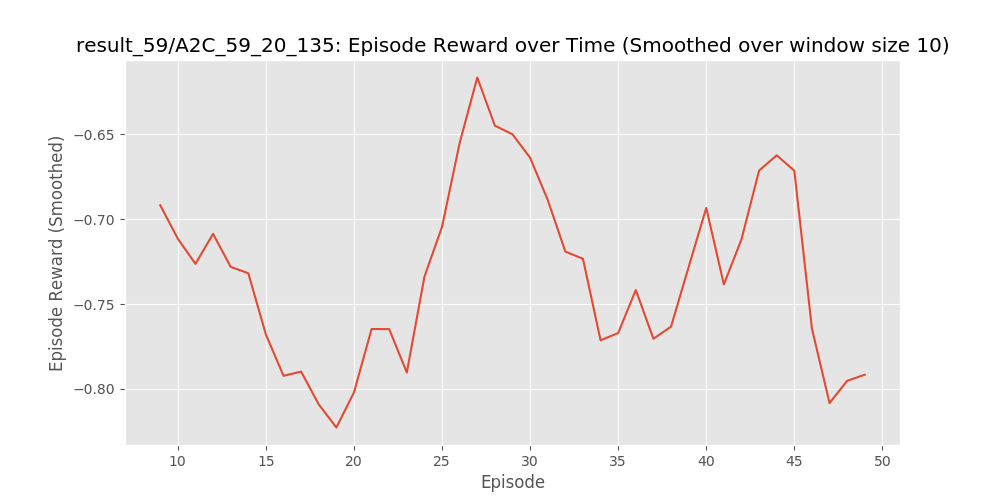 result_59/A2C_59_20_135: Episode Reward over Time (Smoothed over window size 10)
Episode Reward (Smoothed)
−0.65
−0.70
−0.75
−0.80
10 15 20 25 30 35 40 45 50
Episode